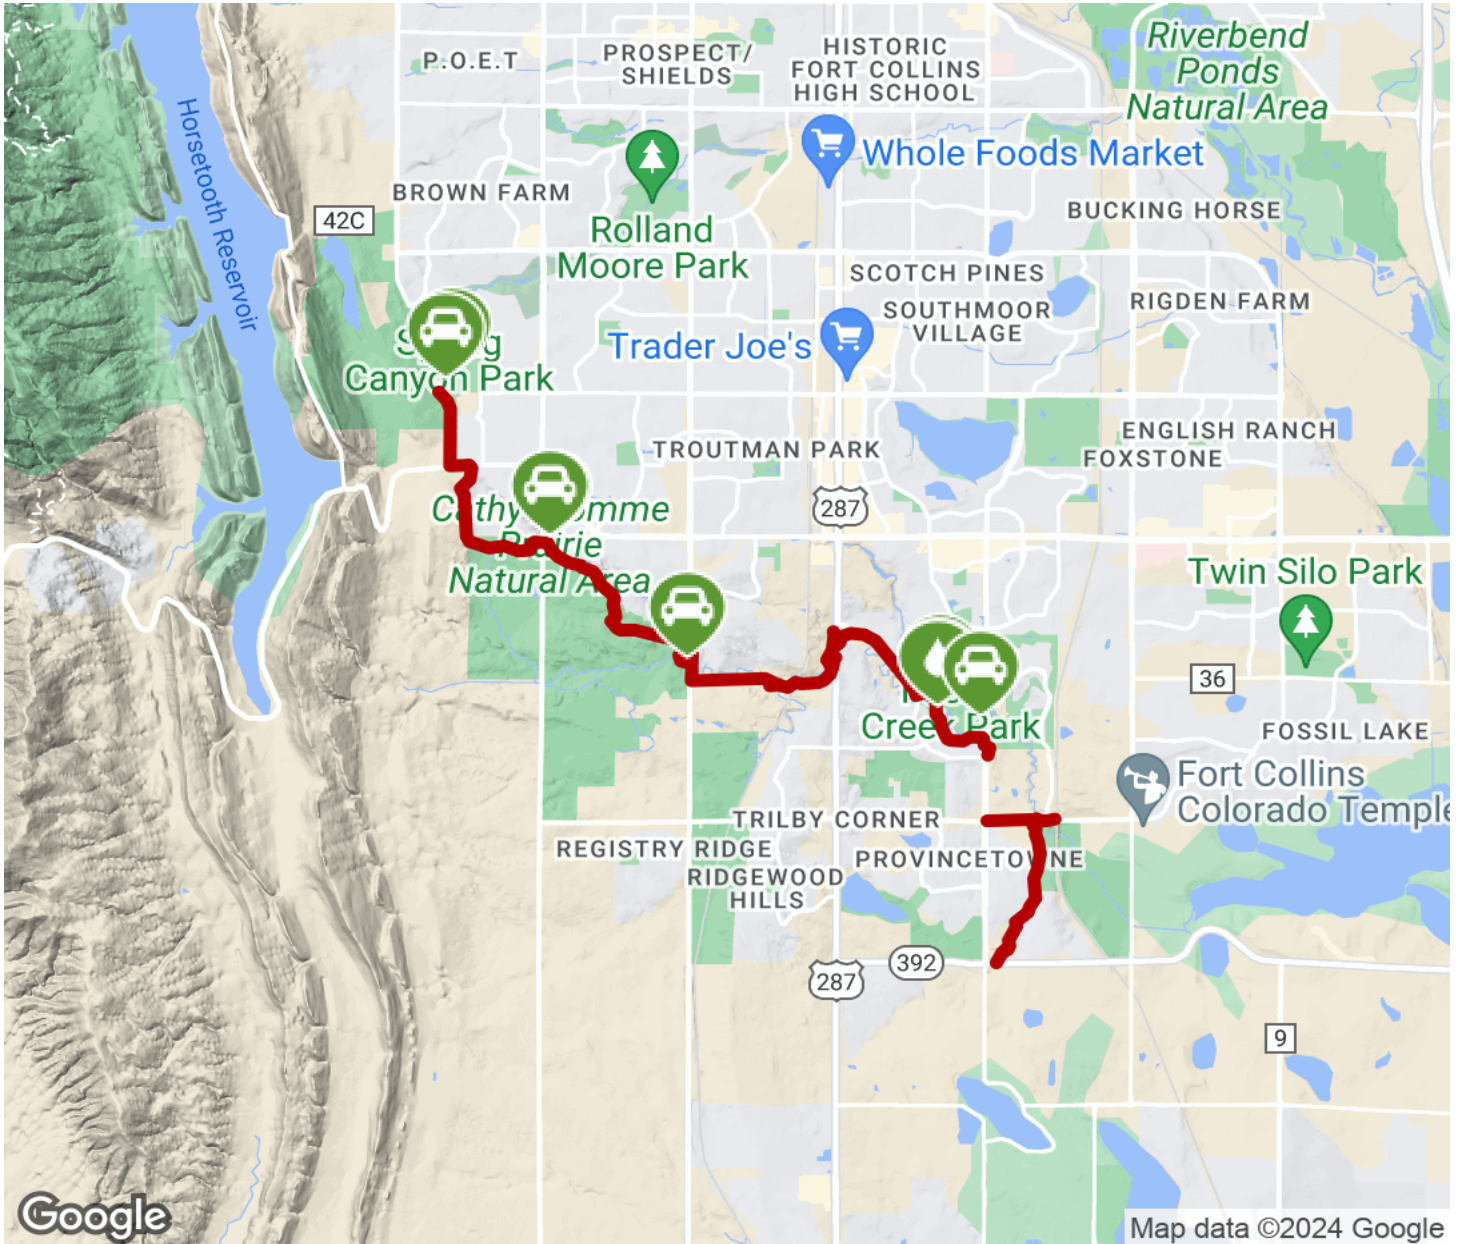 Riverbend
Ponds
Natural Area
HISTORIC
FORT COLLINS
HIGH SCHOOL
PROSPECT/
SHIELDS
P.O.E.T
Horsetooth Reservoir
Whole Foods Market
BROWN FARM
42C
BUCKING HORSE
Rolland
Moore Park
SCOTCH PINES
RIGDEN FARM
SOUTHMOOR
VILLAGE
Trader Joe's
Canyon Park
ENGLISH RANCH
FOXSTONE
TROUTMAN PARK
287
Prairie
Natural Area
Twin Silo Park
36
Creek Park
FOSSIL LAKE
Fort Collins
Colorado Temple
TRILBY CORNER
REGISTRY RIDGE
PROVINCETOWNE
RIDGEWOOD
HILLS
392
287
9
Google
Map data ©2024 Google